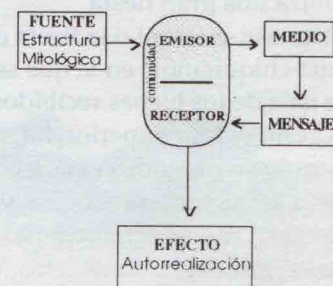 FUENTE
Estructura
Mitológica
comunidad
EMISOR
RECEPTOR
MEDIO
MENSAJE
EFECTO
Autorrealización